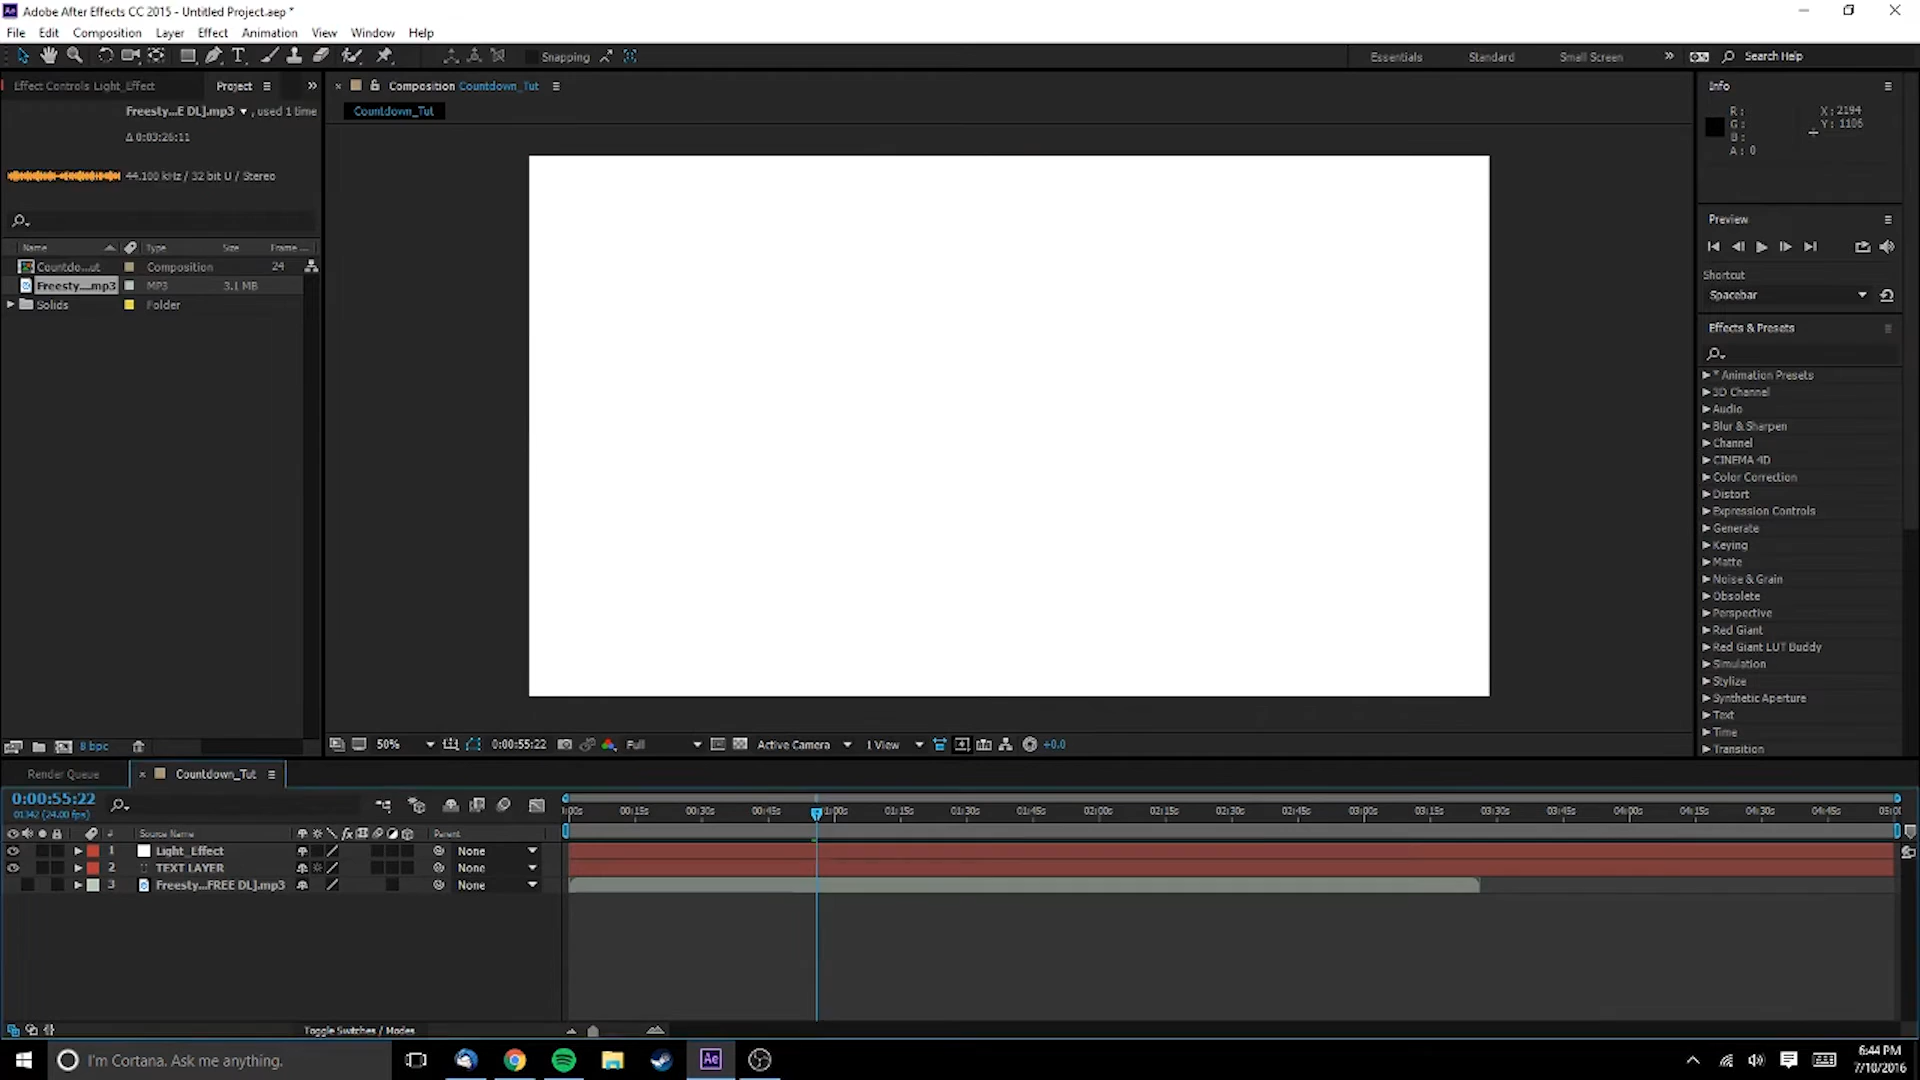 Adobe After Effects CC 2015 - Untitled Project.aep *
File Edit Composition Layer Effect Animation View Window Help
Snapping
Essentials Standard Small Screen Search Help
Effect Controls Light_Effect
Project
Composition Countdown_Tut
Countdown_Tut
Freesty...E DL].mp3 , used 1 time
Δ 0:03:26:11
44.100 kHz / 32 bit U / Stereo
Name Type Size Frame ...
Countdo...ut Composition 24
Freesty....mp3 MP3 3.1 MB
Solids Folder
8 bpc
50% 0:00:55:22 Full Active Camera 1 View +0.0
Info
R :
G :
B :
A : 0
X : 2194
Y : 1106
Preview
Shortcut
Spacebar
Effects & Presets
* Animation Presets
3D Channel
Audio
Blur & Sharpen
Channel
CINEMA 4D
Color Correction
Distort
Expression Controls
Generate
Keying
Matte
Noise & Grain
Obsolete
Perspective
Red Giant
Red Giant LUT Buddy
Simulation
Stylize
Synthetic Aperture
Text
Time
Transition
Render Queue
Countdown_Tut
0:00:55:22
01342 (24.00 fps)
:00s 00:15s 00:30s 00:45s 01:00s 01:15s 01:30s 01:45s 02:00s 02:15s 02:30s 02:45s 03:00s 03:15s 03:30s 03:45s 04:00s 04:15s 04:30s 04:45s 05:0
# Source Name fx Parent
1 Light_Effect None
2 TEXT LAYER None
3 Freesty...FREE DL].mp3 None
Toggle Switches / Modes
I'm Cortana. Ask me anything.
Ae
6:44 PM
7/10/2016